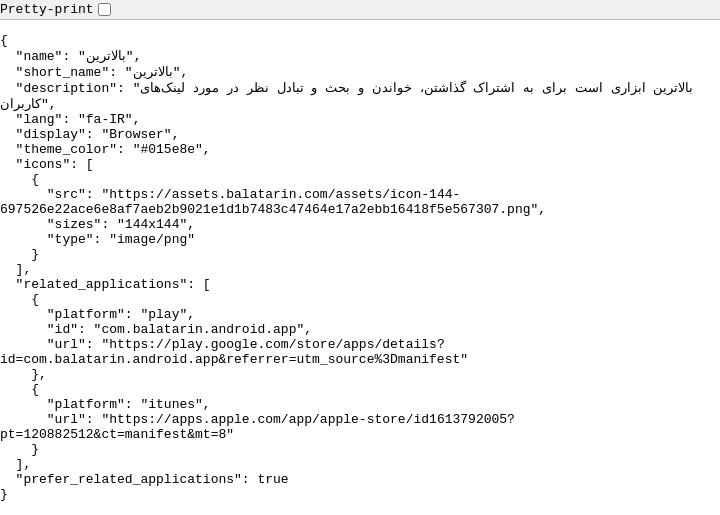 Pretty-print
{
  "name": "بالاترین",
  "short_name": "بالاترین",
  "description": "بالاترین ابزاری است برای به اشتراک گذاشتن، خواندن و بحث و تبادل نظر در مورد لینک‌های
کاربران",
  "lang": "fa-IR",
  "display": "Browser",
  "theme_color": "#015e8e",
  "icons": [
    {
      "src": "https://assets.balatarin.com/assets/icon-144-
697526e22ace6e8af7aeb2b9021e1d1b7483c47464e17a2ebb16418f5e567307.png",
      "sizes": "144x144",
      "type": "image/png"
    }
  ],
  "related_applications": [
    {
      "platform": "play",
      "id": "com.balatarin.android.app",
      "url": "https://play.google.com/store/apps/details?
id=com.balatarin.android.app&referrer=utm_source%3Dmanifest"
    },
    {
      "platform": "itunes",
      "url": "https://apps.apple.com/app/apple-store/id1613792005?
pt=120882512&ct=manifest&mt=8"
    }
  ],
  "prefer_related_applications": true
}